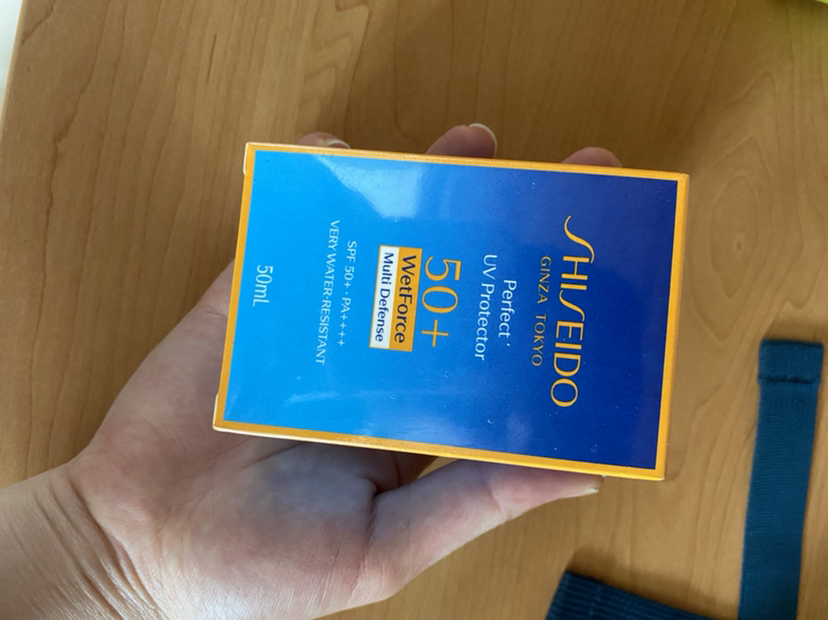 SHISEIDO
GINZA TOKYO
Perfect
UV Protector
50+
WetForce
Multi Defense
SPF 50+・PA++++
VERY WATER-RESISTANT
50mL